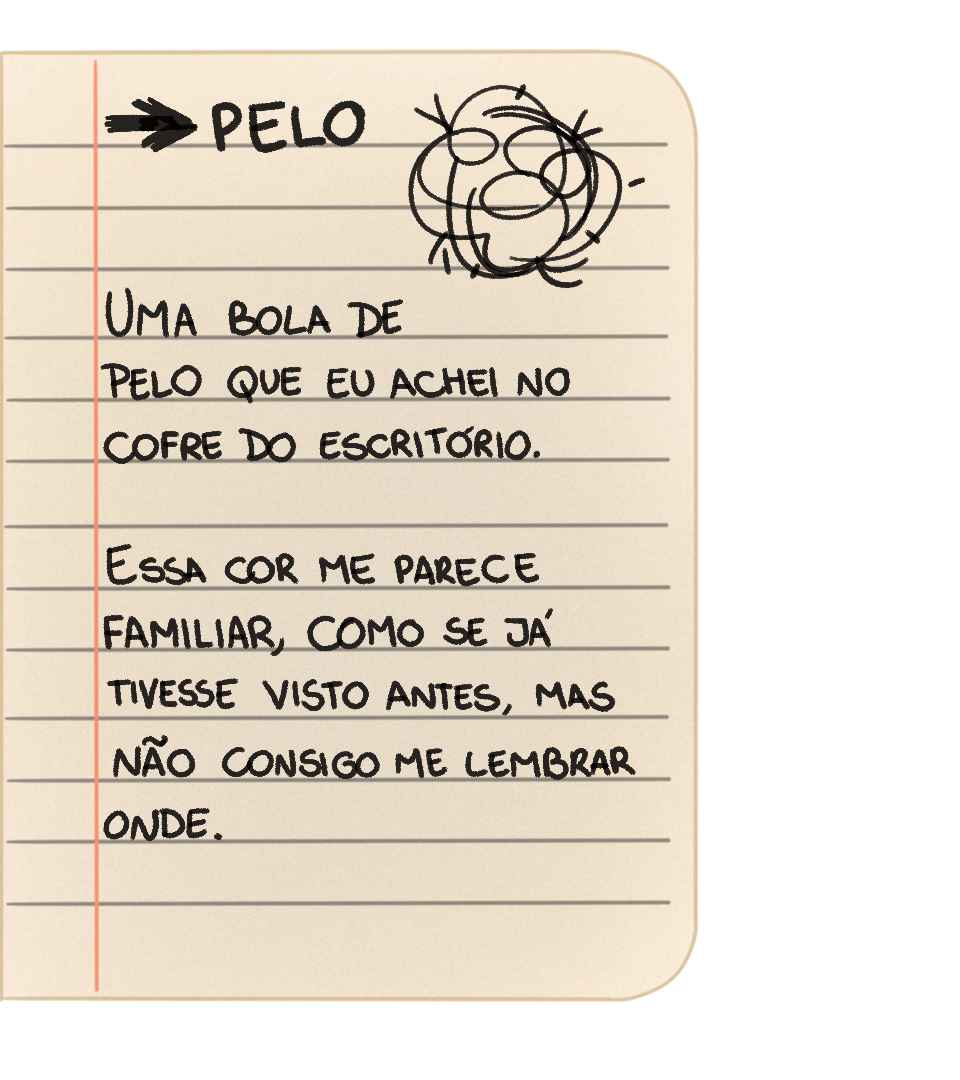 PELO
UMA BOLA DE
PELO QUE EU ACHEI NO
COFRE DO ESCRITÓRIO.
ESSA COR ME PARECE
FAMILIAR, COMO SE JÁ
TIVESSE VISTO ANTES, MAS
NÃO CONSIGO ME LEMBRAR
ONDE.